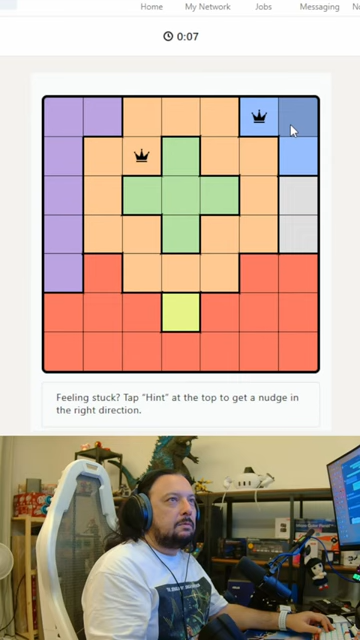 Home My Network Jobs Messaging
0:07
Feeling stuck? Tap "Hint" at the top to get a nudge in
the right direction.